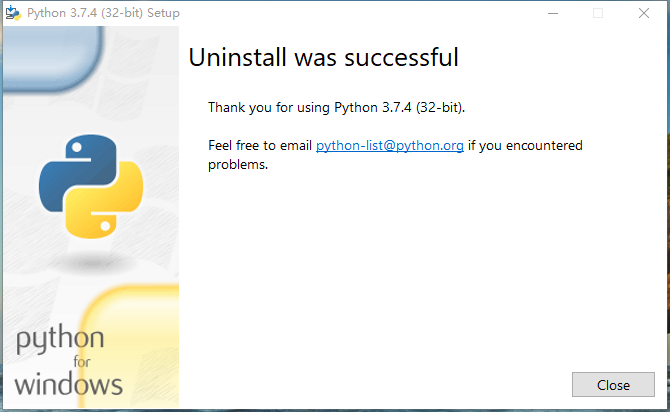 Python 3.7.4 (32-bit) Setup
Uninstall was successful
Thank you for using Python 3.7.4 (32-bit).
Feel free to email python-list@python.org if you encountered
problems.
python
for
windows
Close